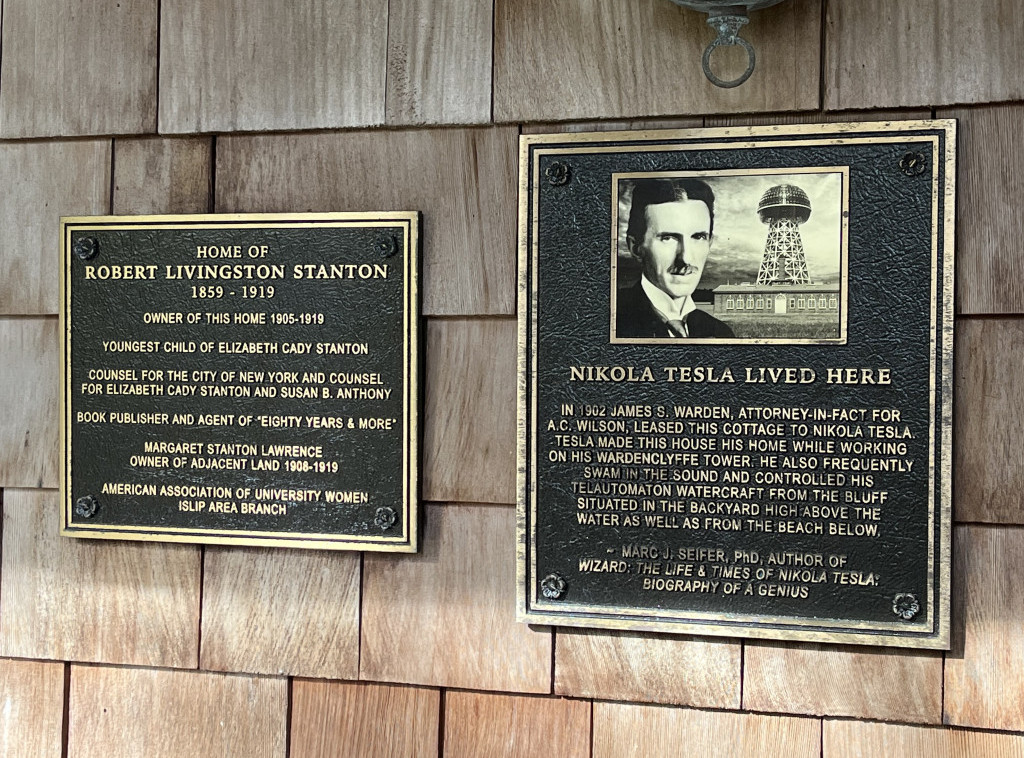 HOME OF
ROBERT LIVINGSTON STANTON
1859 - 1919
OWNER OF THIS HOME 1905-1919
YOUNGEST CHILD OF ELIZABETH CADY STANTON
COUNSEL FOR THE CITY OF NEW YORK AND COUNSEL
FOR ELIZABETH CADY STANTON AND SUSAN B. ANTHONY
BOOK PUBLISHER AND AGENT OF "EIGHTY YEARS & MORE"
MARGARET STANTON LAWRENCE
OWNER OF ADJACENT LAND 1908-1919
AMERICAN ASSOCIATION OF UNIVERSITY WOMEN
ISLIP AREA BRANCH
NIKOLA TESLA LIVED HERE
IN 1902 JAMES S. WARDEN, ATTORNEY-IN-FACT FOR
A.C. WILSON, LEASED THIS COTTAGE TO NIKOLA TESLA.
TESLA MADE THIS HOUSE HIS HOME WHILE WORKING
ON HIS WARDENCLYFFE TOWER. HE ALSO FREQUENTLY
SWAM IN THE SOUND AND CONTROLLED HIS
TELAUTOMATON WATERCRAFT FROM THE BLUFF
SITUATED IN THE BACKYARD HIGH ABOVE THE
WATER AS WELL AS FROM THE BEACH BELOW.
~ MARC J. SEIFER, PhD, AUTHOR OF
WIZARD: THE LIFE & TIMES OF NIKOLA TESLA:
BIOGRAPHY OF A GENIUS